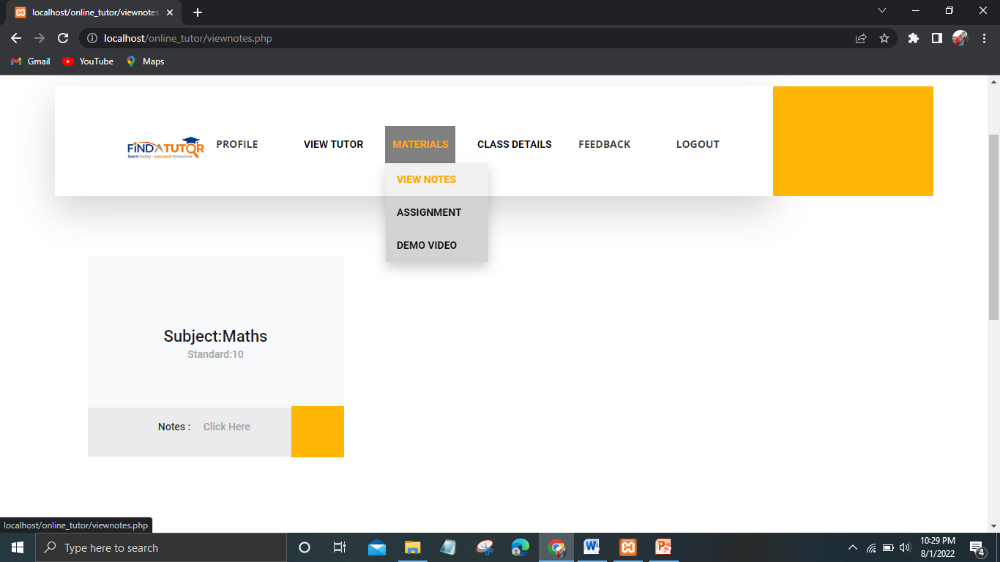 localhost/online_tutor/viewnotes
localhost/online_tutor/viewnotes.php
Gmail YouTube Maps
FINDATUTOR
learn today - succeed tomorrow
PROFILE VIEW TUTOR MATERIALS CLASS DETAILS FEEDBACK LOGOUT
VIEW NOTES
ASSIGNMENT
DEMO VIDEO
Subject:Maths
Standard:10
Notes : Click Here
localhost/online_tutor/viewnotes.php
Type here to search
10:29 PM
8/1/2022
4